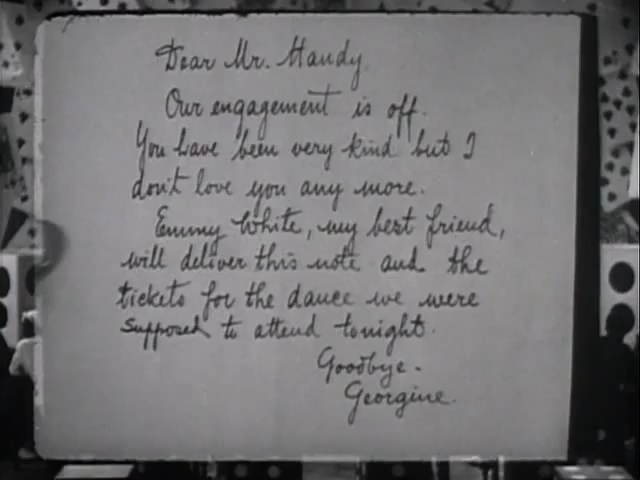 Dear Mr. Handy
Our engagement is off.
You have been very kind but I
don't love you any more.
Emmy White, my best friend,
will deliver this note and the
tickets for the dance we were
supposed to attend tonight.
Goodbye.
Georgine.